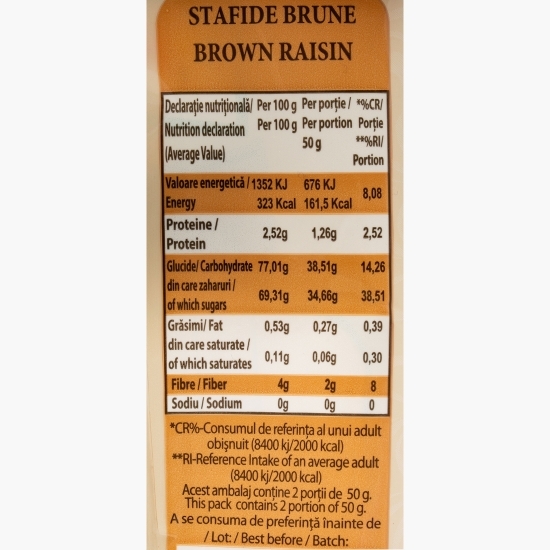 STAFIDE BRUNE
BROWN RAISIN
Declarație nutrițională/ Per 100 g Per porție / *%CR/
Nutrition declaration Per 100 g Per portion Porție
(Average Value) 50 g **%RI/
Portion
Valoare energetică / 1352 KJ 676 KJ 8,08
Energy 323 Kcal 161,5 Kcal
Proteine / 2,52g 1,26g 2,52
Protein
Glucide/ Carbohydrate 77,01g 38,51g 14,26
din care zaharuri / 69,31g 34,66g 38,51
of which sugars
Grăsimi/ Fat 0,53g 0,27g 0,39
din care saturate / 0,11g 0,06g 0,30
of which saturates
Fibre / Fiber 4g 2g 8
Sodiu / Sodium 0g 0g 0
*CR%-Consumul de referința al unui adult
obișnuit (8400 kj/2000 kcal)
**RI-Reference Intake of an average adult
(8400 kj/2000 kcal)
Acest ambalaj conține 2 porții de 50 g.
This pack contains 2 portion of 50 g.
A se consuma de preferință înainte de
/ Lot: / Best before / Batch: